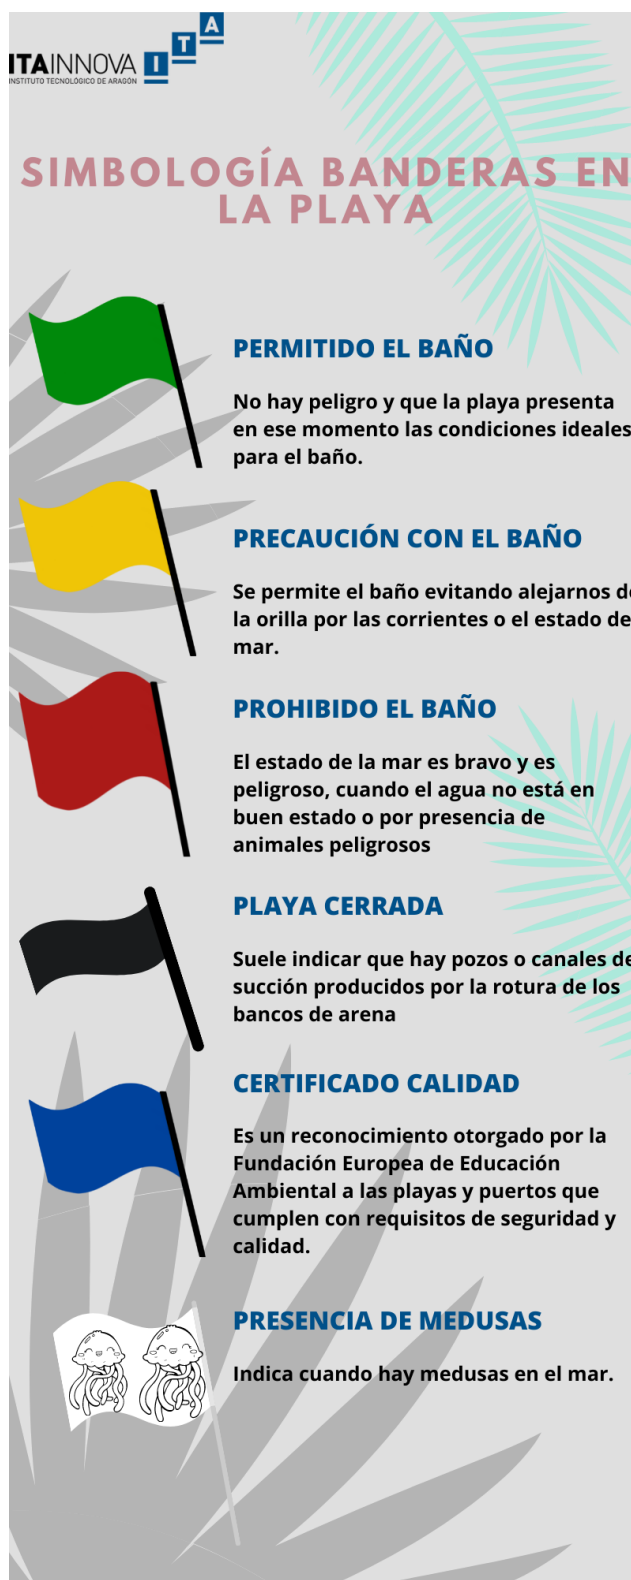 ITAINNOVA
INSTITUTO TECNOLÓGICO DE ARAGÓN
I T A
SIMBOLOGÍA BANDERAS EN
LA PLAYA
PERMITIDO EL BAÑO
No hay peligro y que la playa presenta
en ese momento las condiciones ideales
para el baño.
PRECAUCIÓN CON EL BAÑO
Se permite el baño evitando alejarnos de
la orilla por las corrientes o el estado de
mar.
PROHIBIDO EL BAÑO
El estado de la mar es bravo y es
peligroso, cuando el agua no está en
buen estado o por presencia de
animales peligrosos
PLAYA CERRADA
Suele indicar que hay pozos o canales de
succión producidos por la rotura de los
bancos de arena
CERTIFICADO CALIDAD
Es un reconocimiento otorgado por la
Fundación Europea de Educación
Ambiental a las playas y puertos que
cumplen con requisitos de seguridad y
calidad.
PRESENCIA DE MEDUSAS
Indica cuando hay medusas en el mar.